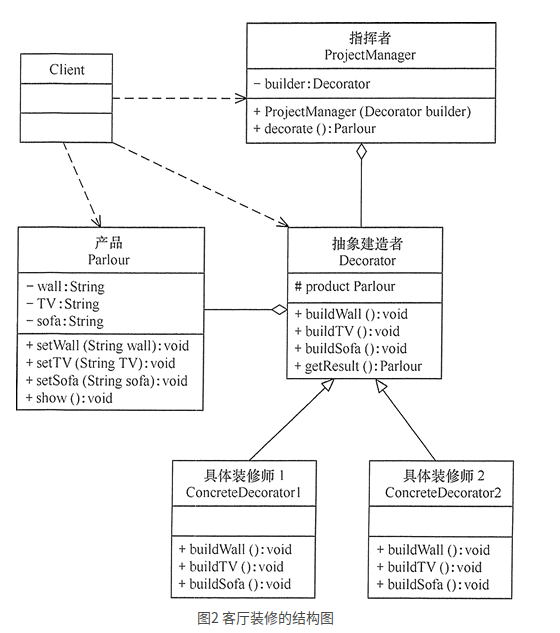 Client
指挥者
ProjectManager
− builder:Decorator
+ ProjectManager (Decorator builder)
+ decorate ():Parlour
产品
Parlour
− wall:String
− TV:String
− sofa:String
+ setWall (String wall):void
+ setTV (String TV):void
+ setSofa (String sofa):void
+ show ():void
抽象建造者
Decorator
# product Parlour
+ buildWall ():void
+ buildTV ():void
+ buildSofa ():void
+ getResult ():Parlour
具体装修师 1
ConcreteDecorator1
+ buildWall ():void
+ buildTV ():void
+ buildSofa ():void
具体装修师 2
ConcreteDecorator2
+ buildWall ():void
+ buildTV ():void
+ buildSofa ():void
图2 客厅装修的结构图